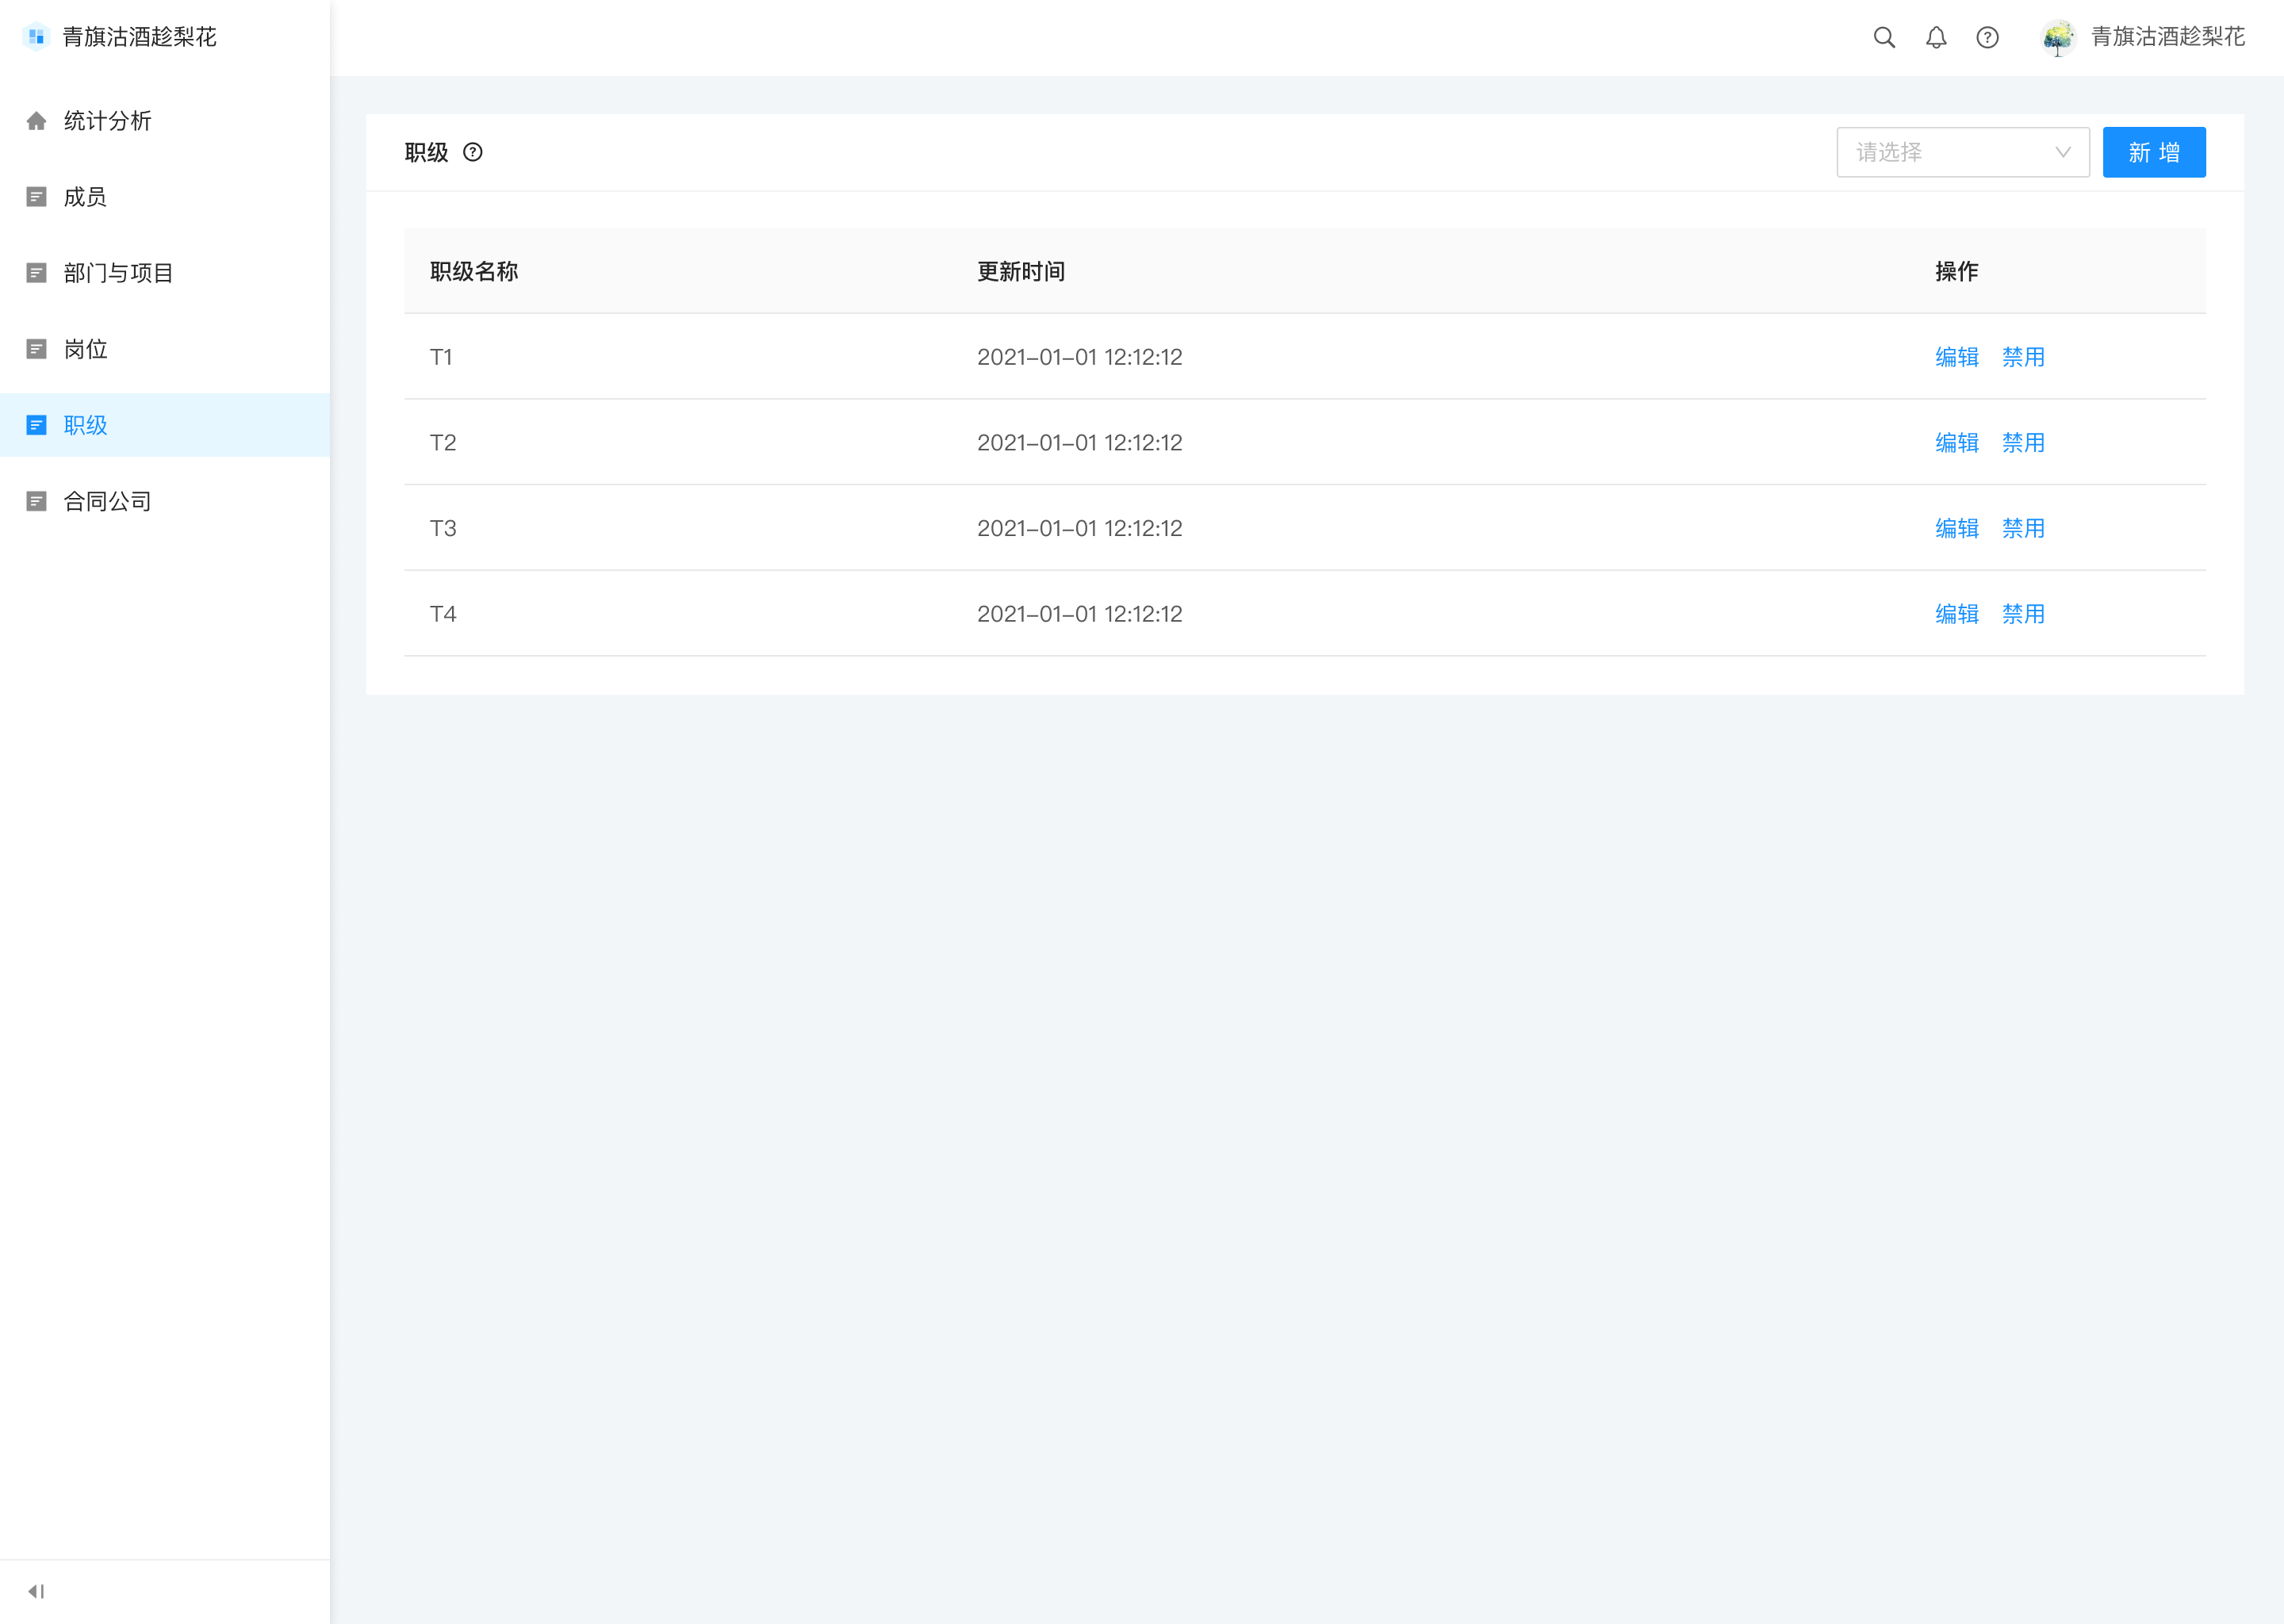 青旗沽酒趁梨花
青旗沽酒趁梨花
统计分析
成员
部门与项目
岗位
职级
合同公司
职级
请选择
新 增
职级名称 更新时间 操作
T1 2021–01–01 12:12:12 编辑 禁用
T2 2021–01–01 12:12:12 编辑 禁用
T3 2021–01–01 12:12:12 编辑 禁用
T4 2021–01–01 12:12:12 编辑 禁用